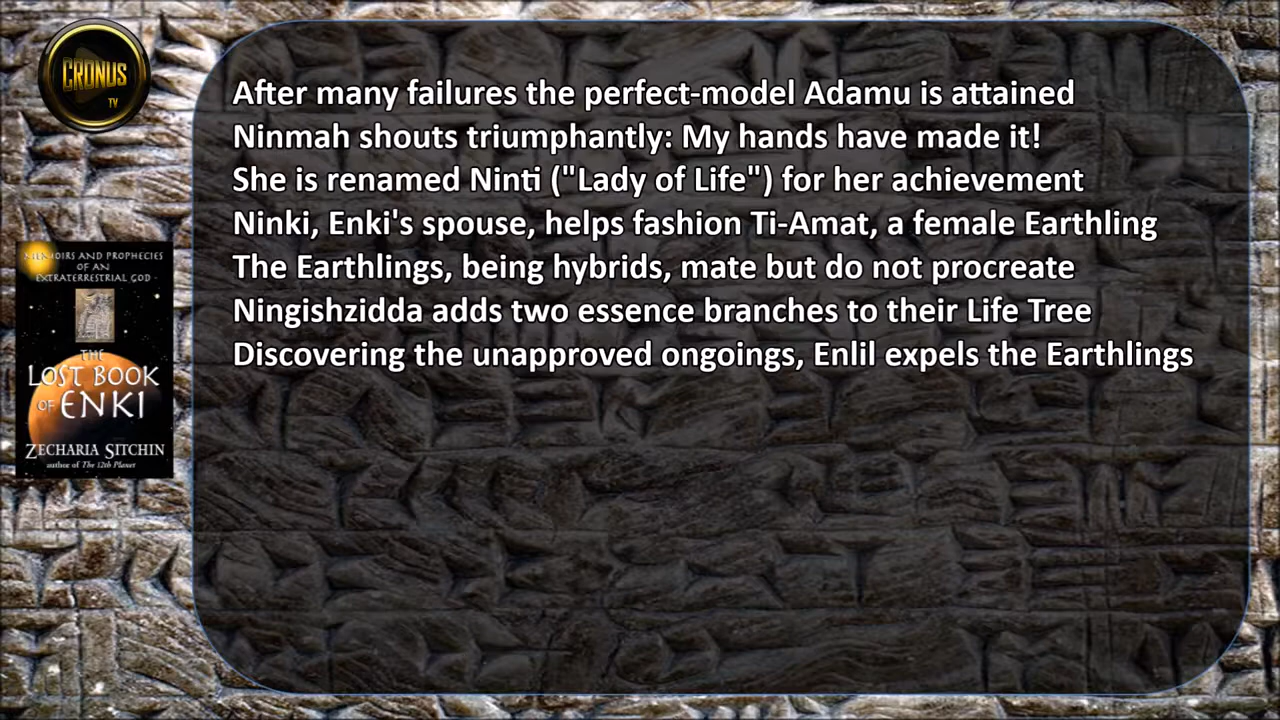 CRONUS
TV
After many failures the perfect-model Adamu is attained
Ninmah shouts triumphantly: My hands have made it!
She is renamed Ninti ("Lady of Life") for her achievement
Ninki, Enki's spouse, helps fashion Ti-Amat, a female Earthling
The Earthlings, being hybrids, mate but do not procreate
Ningishzidda adds two essence branches to their Life Tree
Discovering the unapproved ongoings, Enlil expels the Earthlings
MEMOIRS AND PROPHECIES
OF AN
EXTRATERRESTRIAL GOD
THE
LOST BOOK
OF ENKI
ZECHARIA SITCHIN
author of The 12th Planet